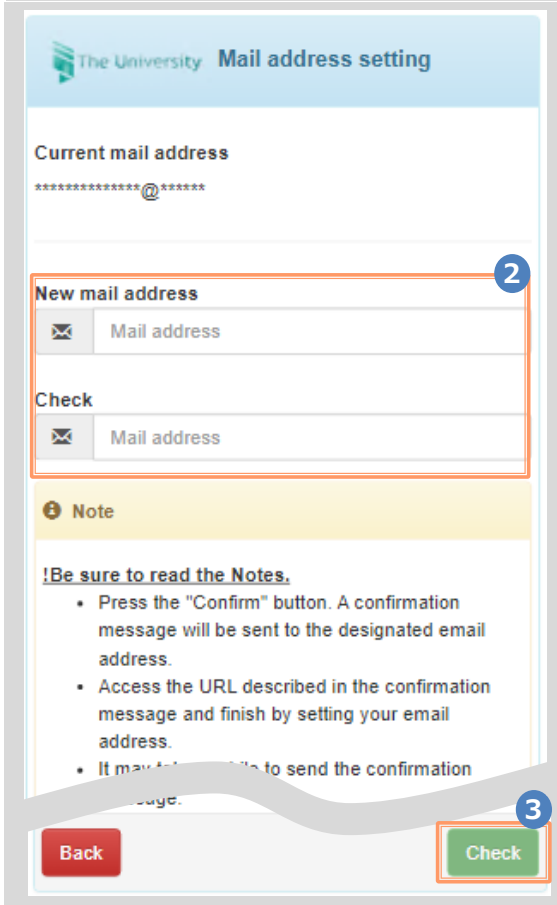 The University Mail address setting
Current mail address
**************@******
2
New mail address
Mail address
Check
Mail address
Note
!Be sure to read the Notes.
• Press the "Confirm" button. A confirmation
message will be sent to the designated email
address.
• Access the URL described in the confirmation
message and finish by setting your email
address.
• It may to send the confirmation
3
Back
Check